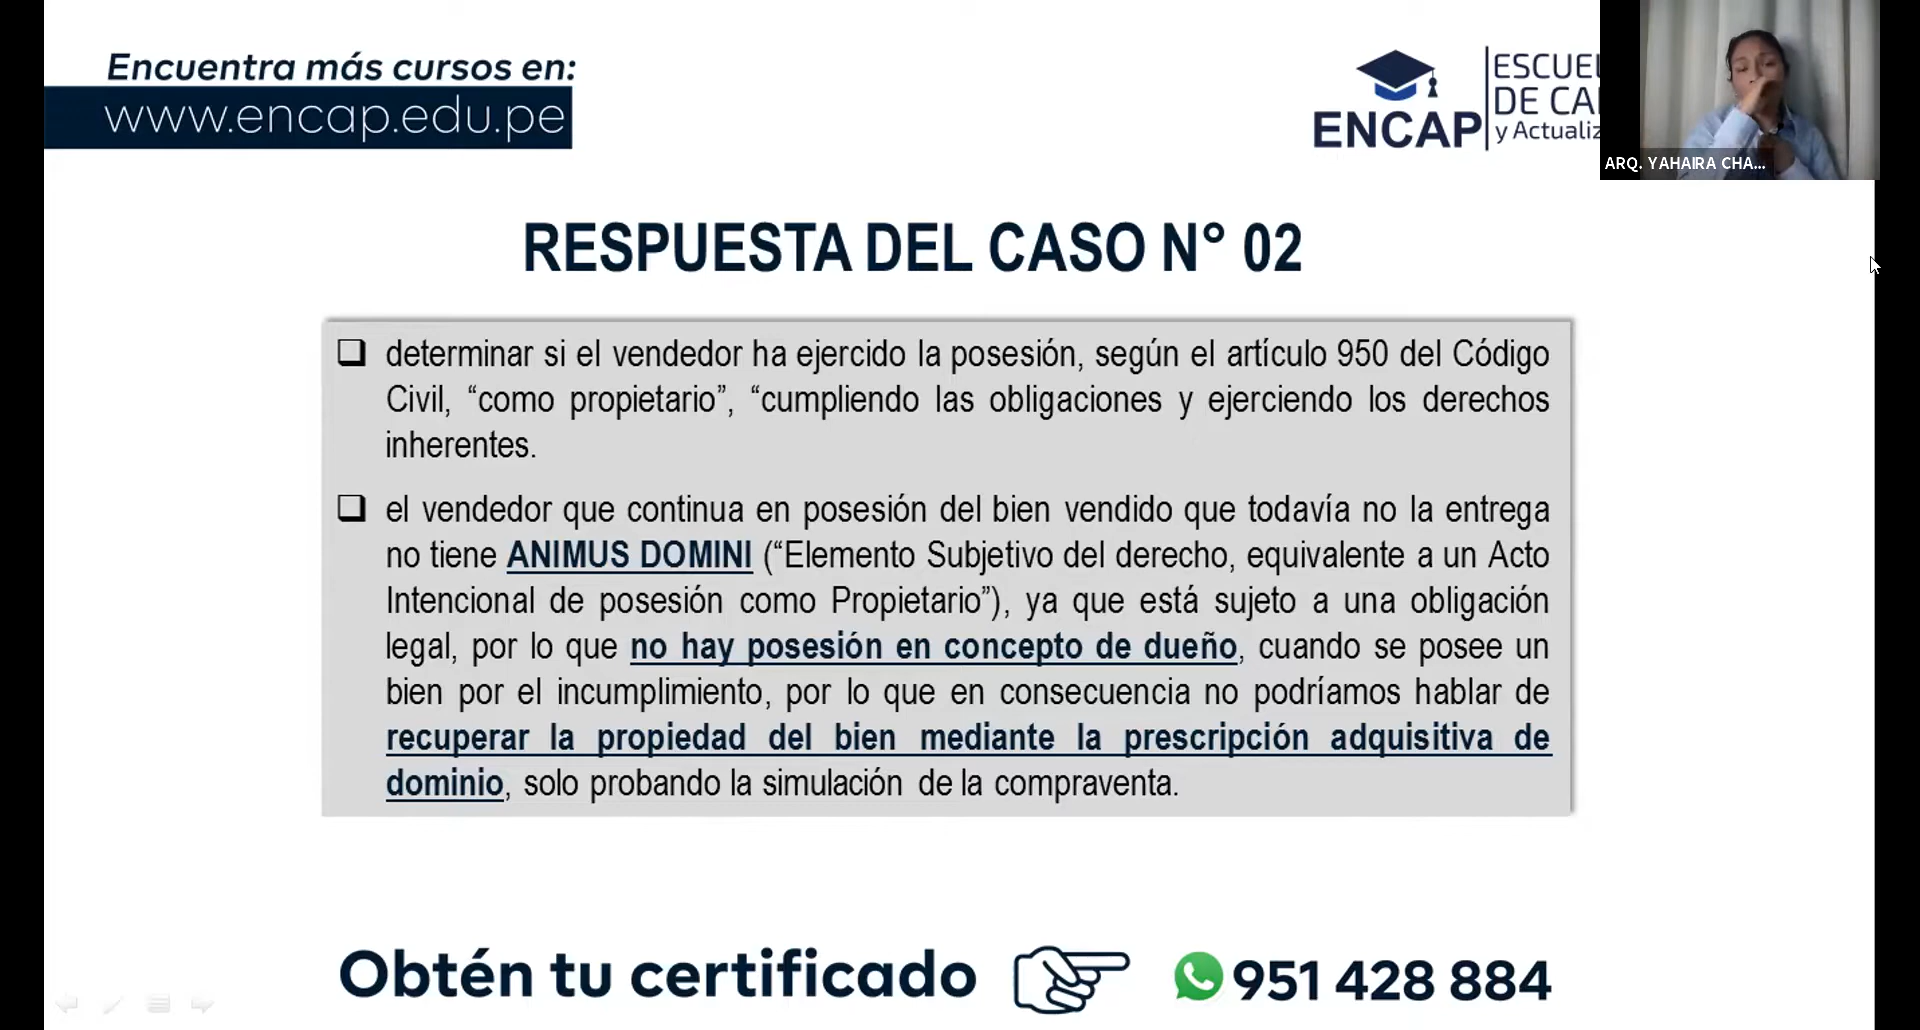 Encuentra más cursos en:
www.encap.edu.pe
ENCAP
ESCUEL
DE CA
y Actualiz
ARQ. YAHAIRA CHA...
RESPUESTA DEL CASO N° 02
determinar si el vendedor ha ejercido la posesión, según el artículo 950 del Código
Civil, “como propietario”, “cumpliendo las obligaciones y ejerciendo los derechos
inherentes.
el vendedor que continua en posesión del bien vendido que todavía no la entrega
no tiene ANIMUS DOMINI (“Elemento Subjetivo del derecho, equivalente a un Acto
Intencional de posesión como Propietario”), ya que está sujeto a una obligación
legal, por lo que no hay posesión en concepto de dueño, cuando se posee un
bien por el incumplimiento, por lo que en consecuencia no podríamos hablar de
recuperar la propiedad del bien mediante la prescripción adquisitiva de
dominio, solo probando la simulación de la compraventa.
Obtén tu certificado
951 428 884